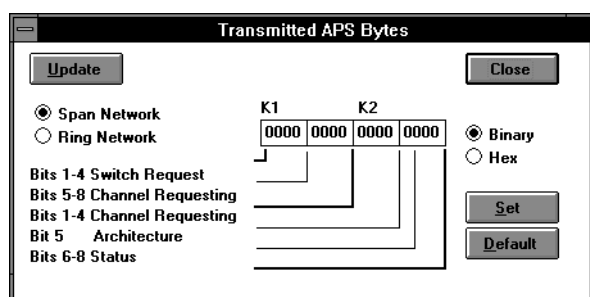 Transmitted APS Bytes
Update
Close
Span Network
Ring Network
K1 K2
0000 0000 0000 0000
Binary
Hex
Bits 1-4 Switch Request
Bits 5-8 Channel Requesting
Bits 1-4 Channel Requesting
Bit 5 Architecture
Bits 6-8 Status
Set
Default